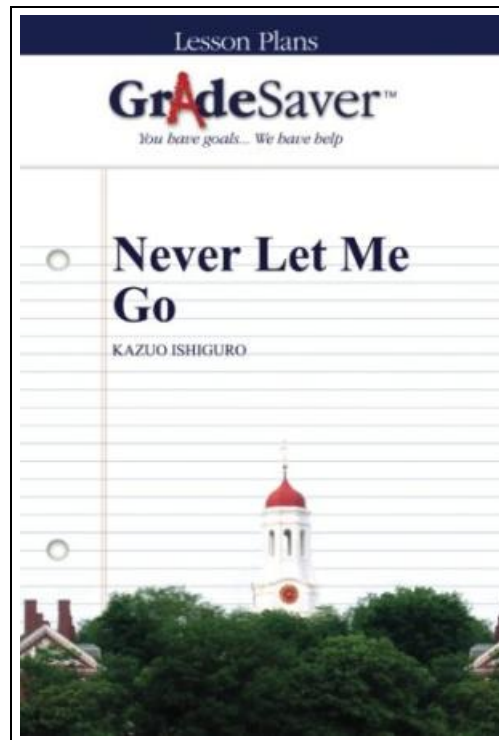 Lesson Plans
GrAdeSaver™
You have goals... We have help
Never Let Me
Go
KAZUO ISHIGURO